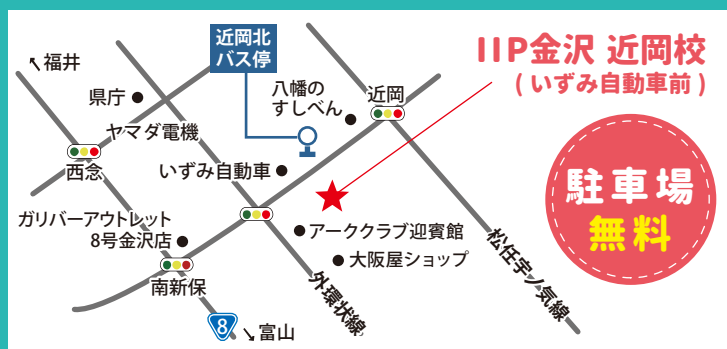 近岡北
バス停
IIP金沢 近岡校
( いずみ自動車前 )
福井
県庁
八幡の
すしべん
近岡
ヤマダ電機
西念
いずみ自動車
駐車場
無料
ガリバーアウトレット
8号金沢店
アーククラブ迎賓館
大阪屋ショップ
南新保
外環状線
松任宇ノ気線
8
富山